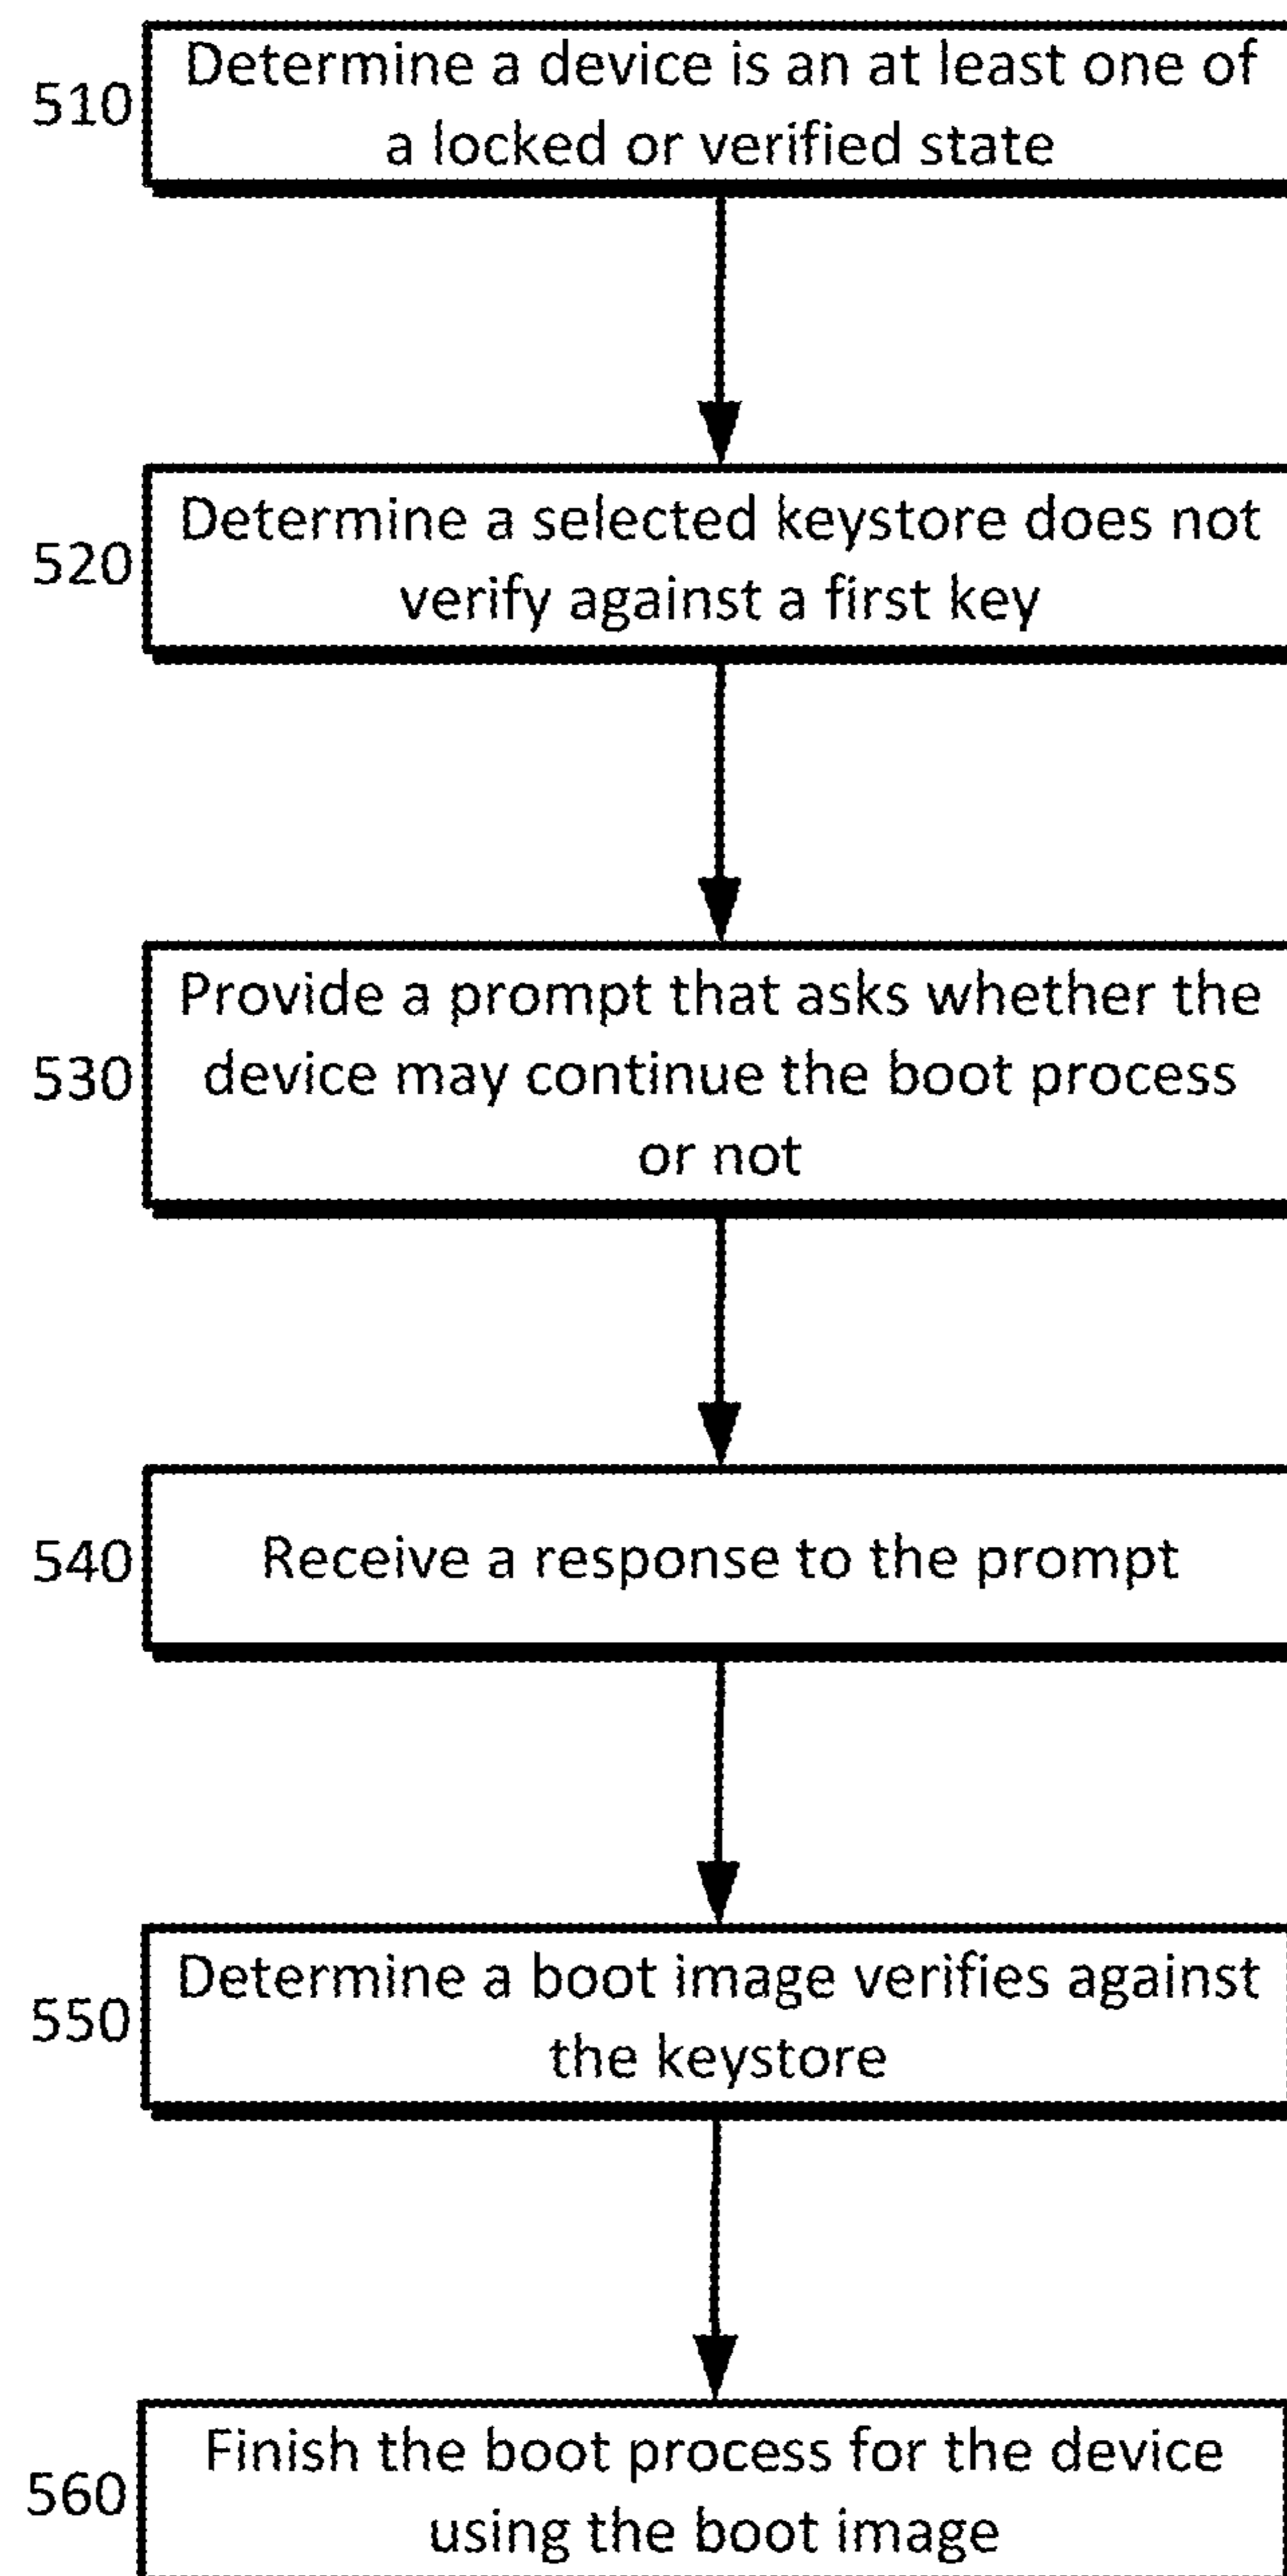 510
Determine a device is an at least one of
a locked or verified state
520
Determine a selected keystore does not
verify against a first key
530
Provide a prompt that asks whether the
device may continue the boot process
or not
540
Receive a response to the prompt
550
Determine a boot image verifies against
the keystore
560
Finish the boot process for the device
using the boot image